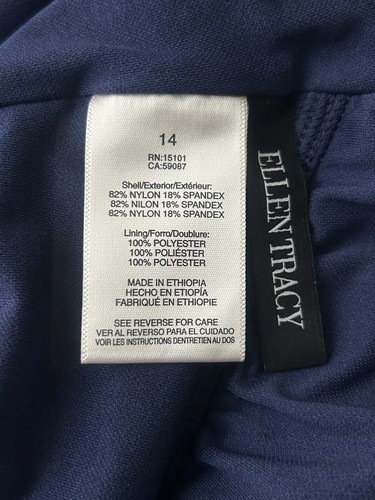 14
RN:15101
CA:59087
Shell/Exterior/Extérieur:
82% NYLON 18% SPANDEX
82% NILON 18% SPANDEX
82% NYLON 18% SPANDEX
Lining/Forro/Doublure:
100% POLYESTER
100% POLIÉSTER
100% POLYESTER
MADE IN ETHIOPIA
HECHO EN ETIOPÍA
FABRIQUÉ EN ETHIOPIE
SEE REVERSE FOR CARE
VER AL REVERSO PARA EL CUIDADO
VOIR LES INSTRUCTIONS DENTRETIEN AU DOS
ELLEN TRACY